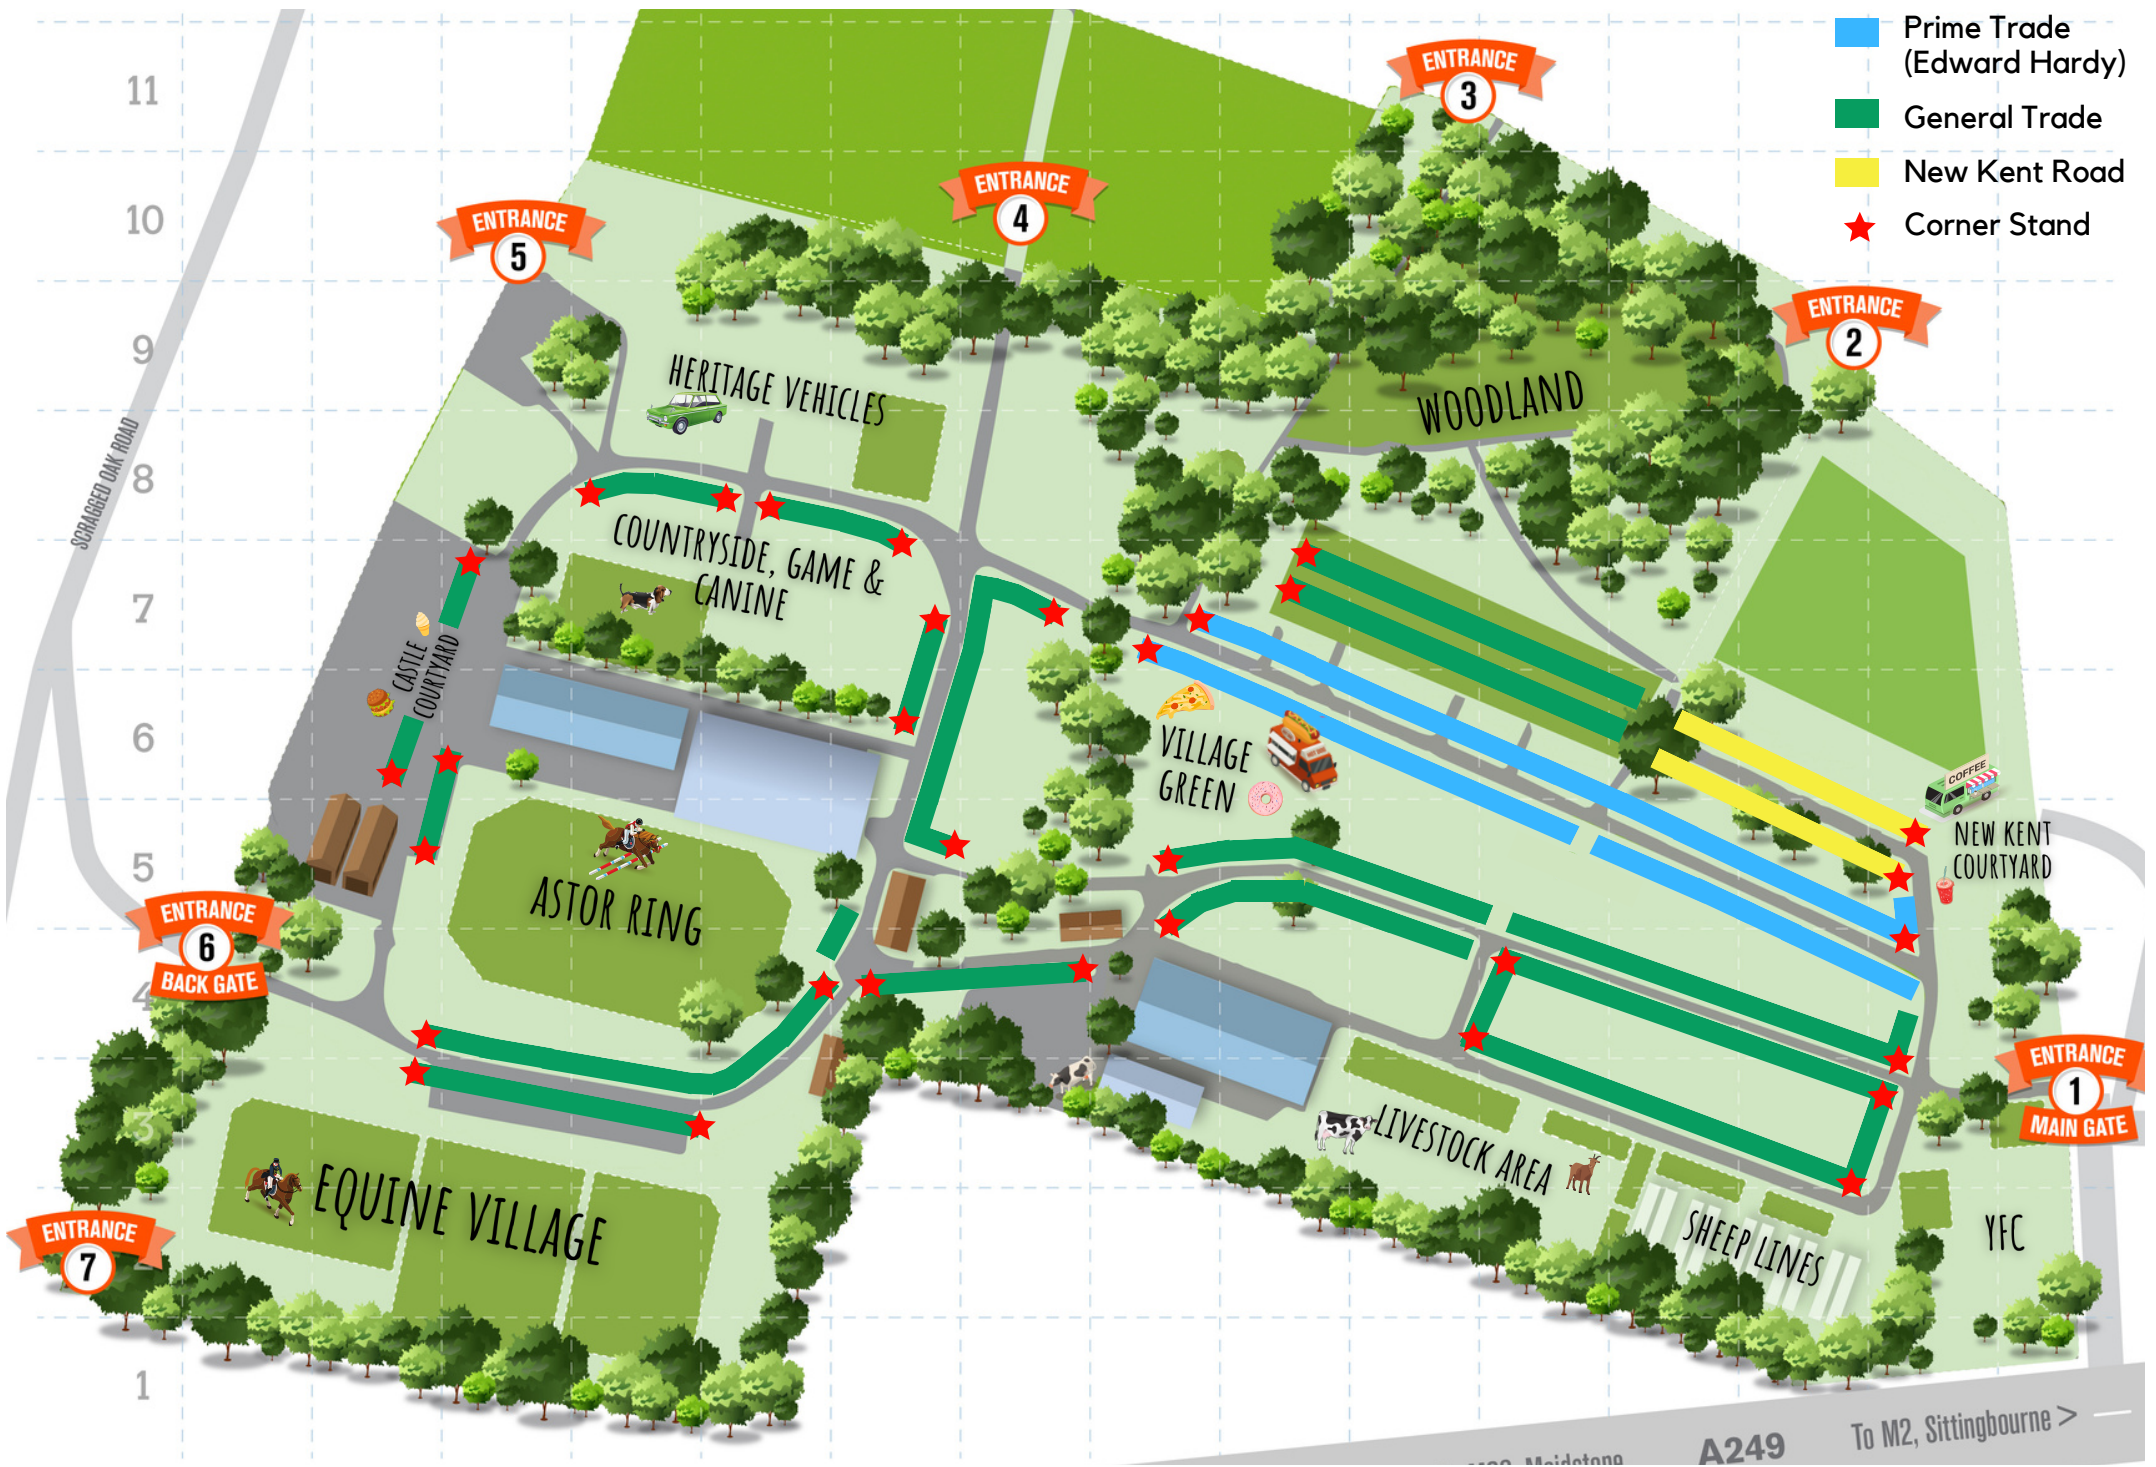 Prime Trade
(Edward Hardy)
General Trade
New Kent Road
Corner Stand
11
10
9
8
7
6
5
4
3
1
ENTRANCE
3
ENTRANCE
4
ENTRANCE
5
ENTRANCE
2
SCRAGGED OAK ROAD
HERITAGE VEHICLES
WOODLAND
COUNTRYSIDE, GAME &
CANINE
CASTLE
COURTYARD
VILLAGE
GREEN
COFFEE
NEW KENT
COURTYARD
ASTOR RING
ENTRANCE
6
BACK GATE
ENTRANCE
1
MAIN GATE
LIVESTOCK AREA
EQUINE VILLAGE
SHEEP LINES
YFC
ENTRANCE
7
Maidstone
A249
To M2, Sittingbourne >